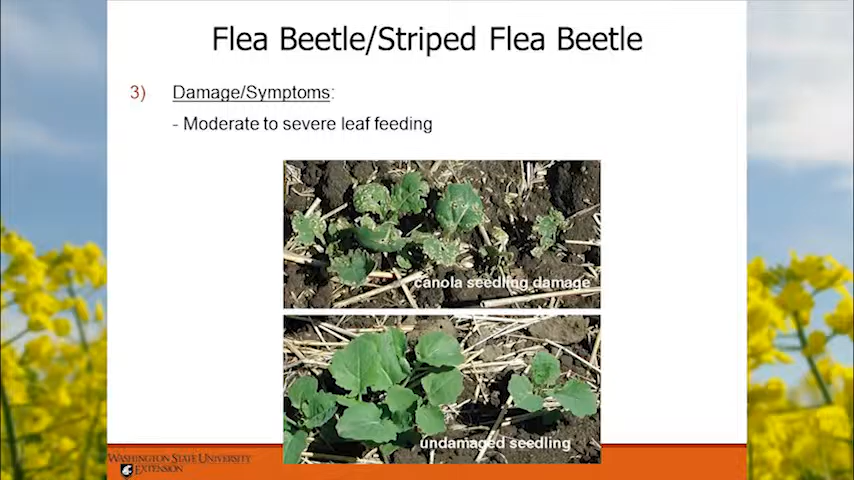 Flea Beetle/Striped Flea Beetle
3) Damage/Symptoms:
- Moderate to severe leaf feeding
canola seedling damage
undamaged seedling
WASHINGTON STATE UNIVERSITY
EXTENSION